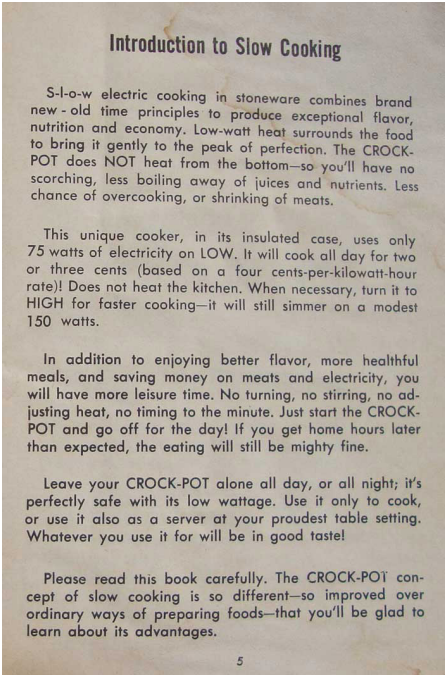 Introduction to Slow Cooking
S-l-o-w electric cooking in stoneware combines brand
new - old time principles to produce exceptional flavor,
nutrition and economy. Low-watt heat surrounds the food
to bring it gently to the peak of perfection. The CROCK-
POT does NOT heat from the bottom—so you'll have no
scorching, less boiling away of juices and nutrients. Less
chance of overcooking, or shrinking of meats.
This unique cooker, in its insulated case, uses only
75 watts of electricity on LOW. It will cook all day for two
or three cents (based on a four cents-per-kilowatt-hour
rate)! Does not heat the kitchen. When necessary, turn it to
HIGH for faster cooking—it will still simmer on a modest
150 watts.
In addition to enjoying better flavor, more healthful
meals, and saving money on meats and electricity, you
will have more leisure time. No turning, no stirring, no ad-
justing heat, no timing to the minute. Just start the CROCK-
POT and go off for the day! If you get home hours later
than expected, the eating will still be mighty fine.
Leave your CROCK-POT alone all day, or all night; it's
perfectly safe with its low wattage. Use it only to cook,
or use it also as a server at your proudest table setting.
Whatever you use it for will be in good taste!
Please read this book carefully. The CROCK-POT con-
cept of slow cooking is so different—so improved over
ordinary ways of preparing foods—that you'll be glad to
learn about its advantages.
5